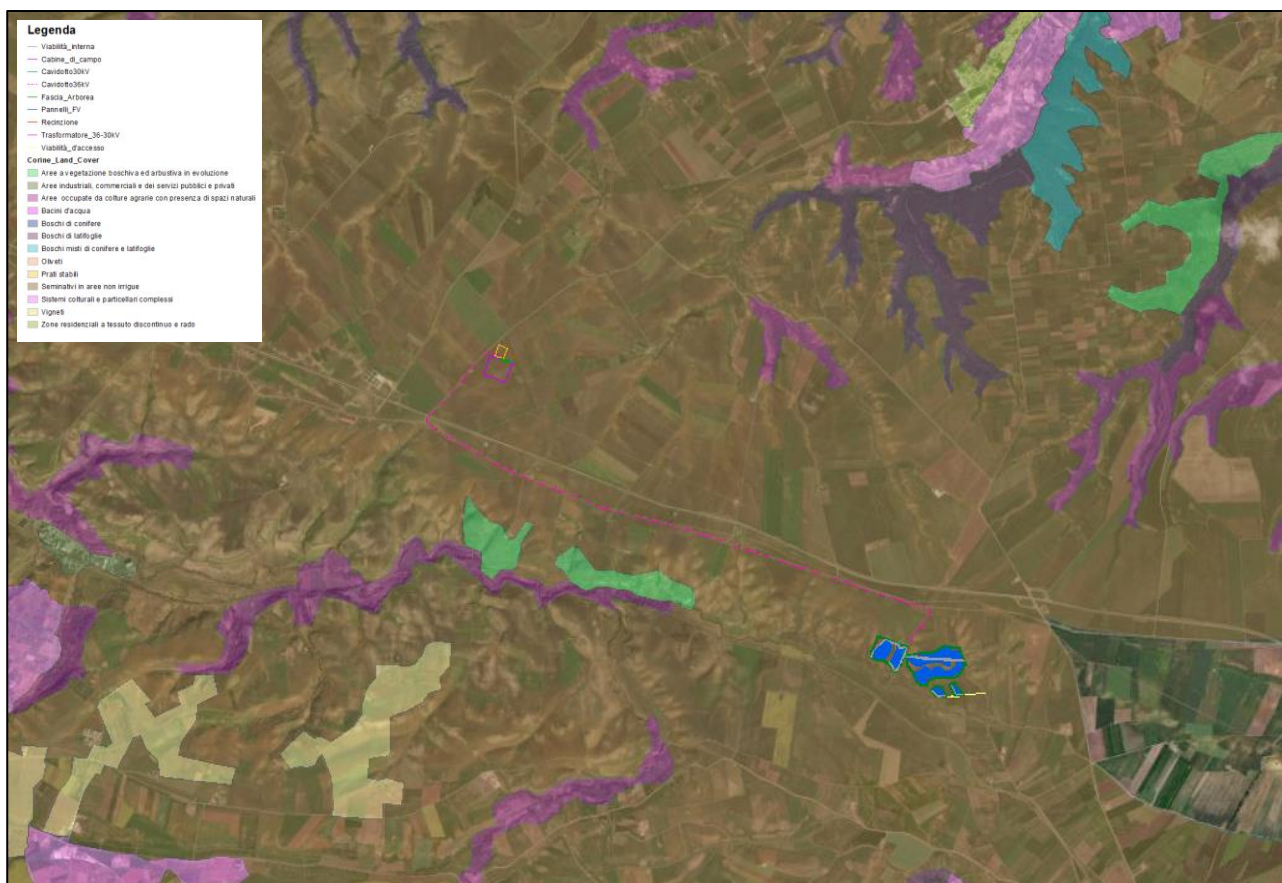 Legenda
Viabilità_interna
Cabine_di_campo
Cavidotto30kV
Cavidotto36kV
Fascia_Arborea
Pannelli_FV
Recinzione
Trasformatore_36-30kV
Viabilità_d'accesso
Corine_Land_Cover
Aree a vegetazione boschiva ed arbustiva in evoluzione
Aree industriali, commerciali e dei servizi pubblici e privati
Aree occupate da colture agrarie con presenza di spazi naturali
Bacini d'acqua
Boschi di conifere
Boschi di latifoglie
Boschi misti di conifere e latifoglie
Oliveti
Prati stabili
Seminativi in aree non irrigue
Sistemi colturali e particellari complessi
Vigneti
Zone residenziali a tessuto discontinuo e rado